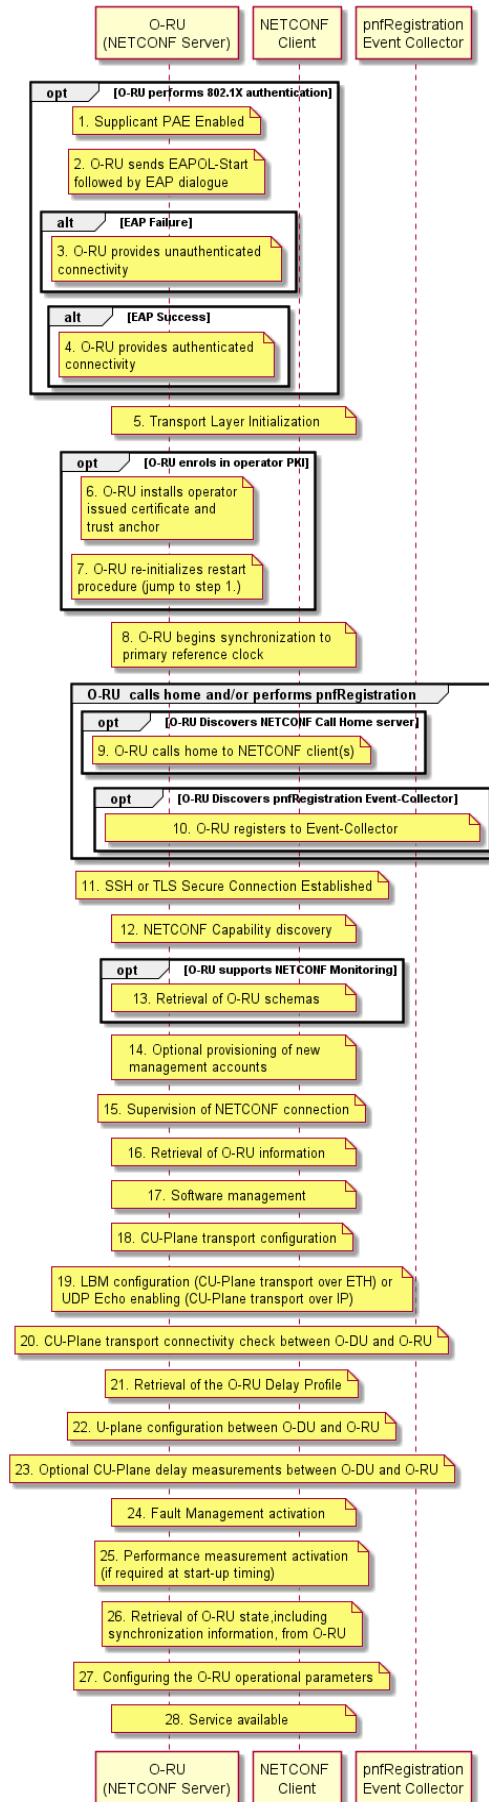 O-RU
(NETCONF Server)
NETCONF
Client
pnfRegistration
Event Collector
opt
[O-RU performs 802.1X authentication]
1. Supplicant PAE Enabled
2. O-RU sends EAPOL-Start
followed by EAP dialogue
alt
[EAP Failure]
3. O-RU provides unauthenticated
connectivity
alt
[EAP Success]
4. O-RU provides authenticated
connectivity
5. Transport Layer Initialization
opt
[O-RU enrols in operator PKI]
6. O-RU installs operator
issued certificate and
trust anchor
7. O-RU re-initializes restart
procedure (jump to step 1.)
8. O-RU begins synchronization to
primary reference clock
O-RU calls home and/or performs pnfRegistration
opt
[O-RU Discovers NETCONF Call Home server]
9. O-RU calls home to NETCONF client(s)
opt
[O-RU Discovers pnfRegistration Event-Collector]
10. O-RU registers to Event-Collector
11. SSH or TLS Secure Connection Established
12. NETCONF Capability discovery
opt
[O-RU supports NETCONF Monitoring]
13. Retrieval of O-RU schemas
14. Optional provisioning of new
management accounts
15. Supervision of NETCONF connection
16. Retrieval of O-RU information
17. Software management
18. CU-Plane transport configuration
19. LBM configuration (CU-Plane transport over ETH) or
UDP Echo enabling (CU-Plane transport over IP)
20. CU-Plane transport connectivity check between O-DU and O-RU
21. Retrieval of the O-RU Delay Profile
22. U-plane configuration between O-DU and O-RU
23. Optional CU-Plane delay measurements between O-DU and O-RU
24. Fault Management activation
25. Performance measurement activation
(if required at start-up timing)
26. Retrieval of O-RU state,including
synchronization information, from O-RU
27. Configuring the O-RU operational parameters
28. Service available
O-RU
(NETCONF Server)
NETCONF
Client
pnfRegistration
Event Collector